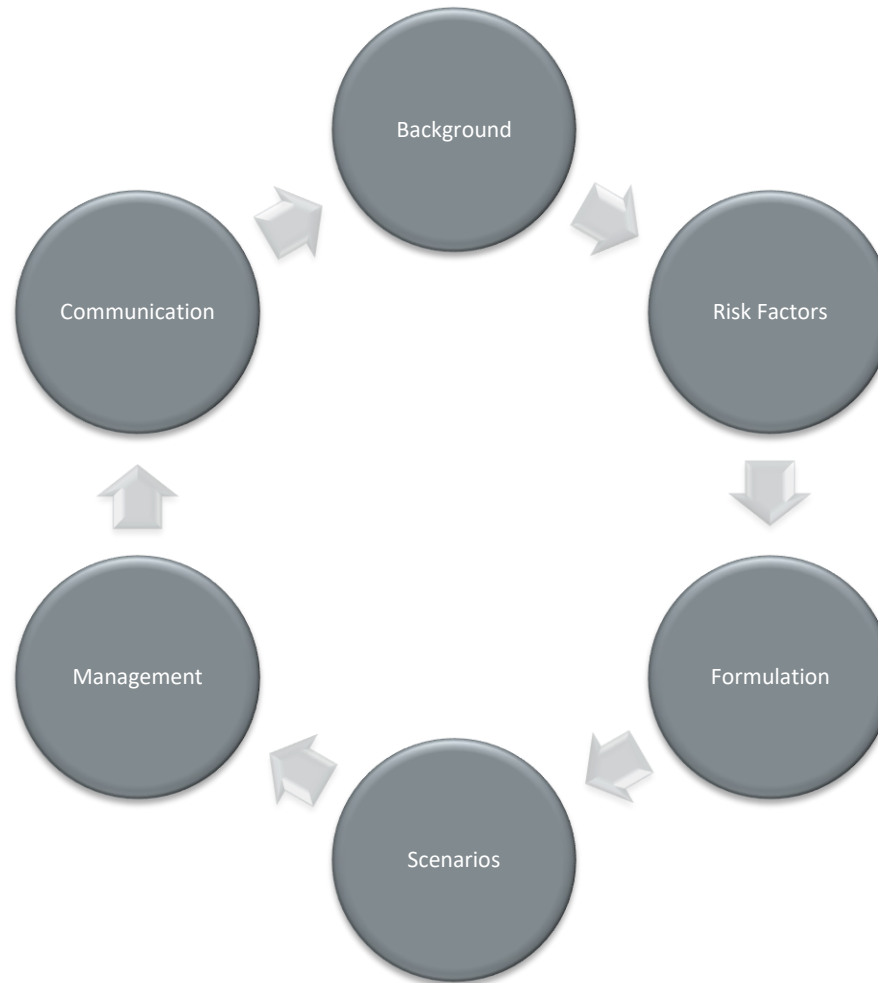 Background
Risk Factors
Formulation
Scenarios
Management
Communication